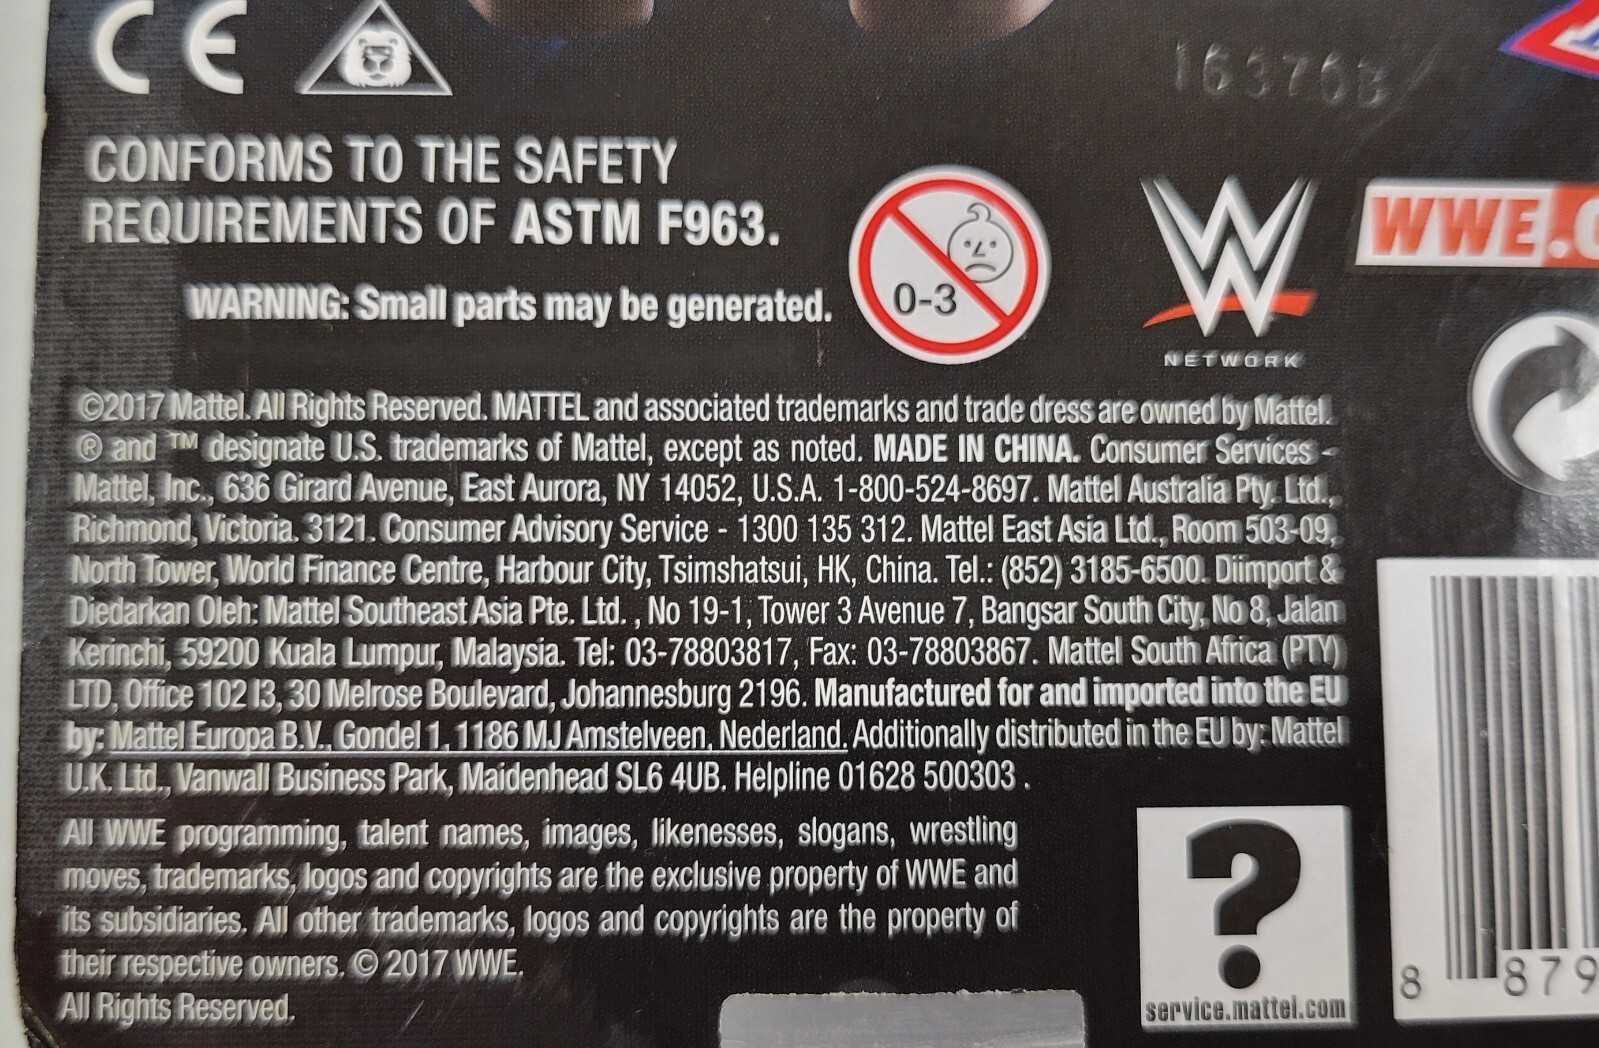 CE
163763
CONFORMS TO THE SAFETY
REQUIREMENTS OF ASTM F963.
WARNING: Small parts may be generated.
0-3
W
NETWORK
WWE.
©2017 Mattel. All Rights Reserved. MATTEL and associated trademarks and trade dress are owned by Mattel.
® and ™ designate U.S. trademarks of Mattel, except as noted. MADE IN CHINA. Consumer Services -
Mattel, Inc., 636 Girard Avenue, East Aurora, NY 14052, U.S.A. 1-800-524-8697. Mattel Australia Pty. Ltd.,
Richmond, Victoria. 3121. Consumer Advisory Service - 1300 135 312. Mattel East Asia Ltd., Room 503-09,
North Tower, World Finance Centre, Harbour City, Tsimshatsui, HK, China. Tel.: (852) 3185-6500. Diimport &
Diedarkan Oleh: Mattel Southeast Asia Pte. Ltd. , No 19-1, Tower 3 Avenue 7, Bangsar South City, No 8, Jalan
Kerinchi, 59200 Kuala Lumpur, Malaysia. Tel: 03-78803817, Fax: 03-78803867. Mattel South Africa (PTY)
LTD, Office 102 I3, 30 Melrose Boulevard, Johannesburg 2196. Manufactured for and imported into the EU
by: Mattel Europa B.V., Gondel 1, 1186 MJ Amstelveen, Nederland. Additionally distributed in the EU by: Mattel
U.K. Ltd., Vanwall Business Park, Maidenhead SL6 4UB. Helpline 01628 500303 .
All WWE programming, talent names, images, likenesses, slogans, wrestling
moves, trademarks, logos and copyrights are the exclusive property of WWE and
its subsidiaries. All other trademarks, logos and copyrights are the property of
their respective owners. © 2017 WWE.
All Rights Reserved.
?
service.mattel.com
8 879